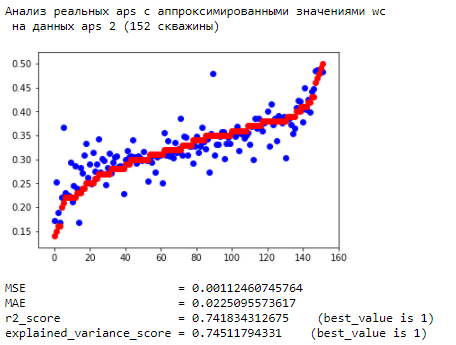 Анализ реальных aps с аппроксимированными значениями wc
на данных aps 2 (152 скважины)
0.50
0.45
0.40
0.35
0.30
0.25
0.20
0.15
0 20 40 60 80 100 120 140 160
MSE = 0.00112460745764
MAE = 0.0225095573617
r2_score = 0.741834312675 (best_value is 1)
explained_variance_score = 0.74511794331 (best_value is 1)